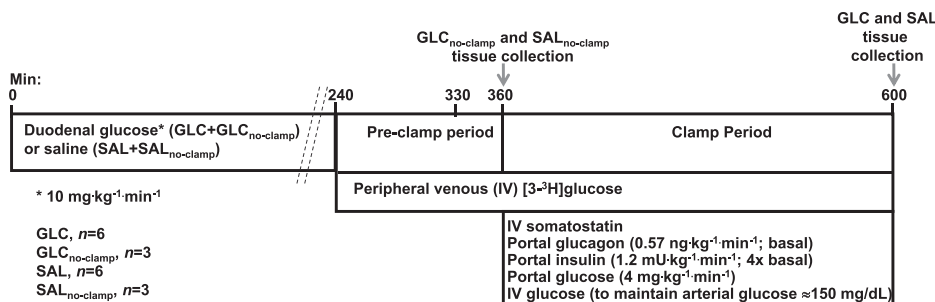 GLC and SAL
tissue
collection
GLCno-clamp and SALno-clamp
tissue collection
Min:
0 240 330 360 600
Duodenal glucose* (GLC+GLCno-clamp)
or saline (SAL+SALno-clamp)
Pre-clamp period
Clamp Period
Peripheral venous (IV) [3-³H]glucose
* 10 mg·kg⁻¹·min⁻¹
GLC, n=6
GLCno-clamp, n=3
SAL, n=6
SALno-clamp, n=3
IV somatostatin
Portal glucagon (0.57 ng·kg⁻¹·min⁻¹; basal)
Portal insulin (1.2 mU·kg⁻¹·min⁻¹; 4x basal)
Portal glucose (4 mg·kg⁻¹·min⁻¹)
IV glucose (to maintain arterial glucose ≈150 mg/dL)